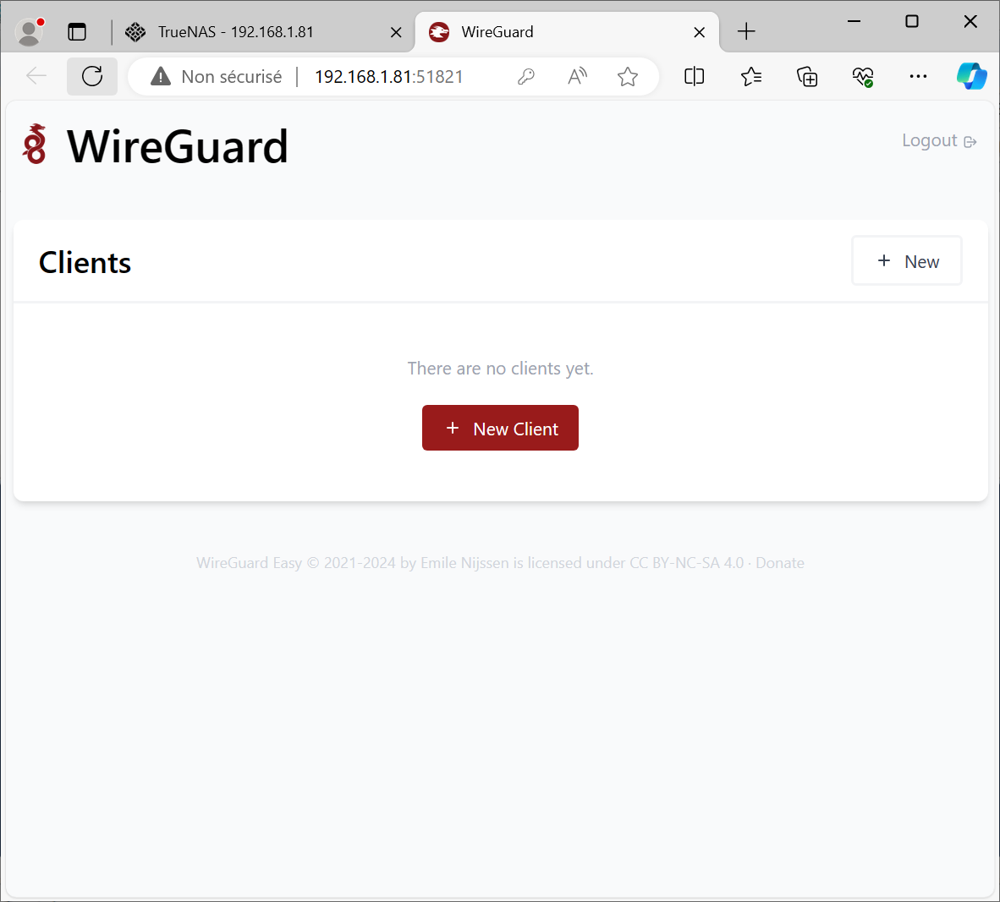 TrueNAS - 192.168.1.81
WireGuard
Non sécurisé
192.168.1.81:51821
WireGuard
Logout
Clients
+ New
There are no clients yet.
+ New Client
WireGuard Easy © 2021-2024 by Emile Nijssen is licensed under CC BY-NC-SA 4.0 · Donate